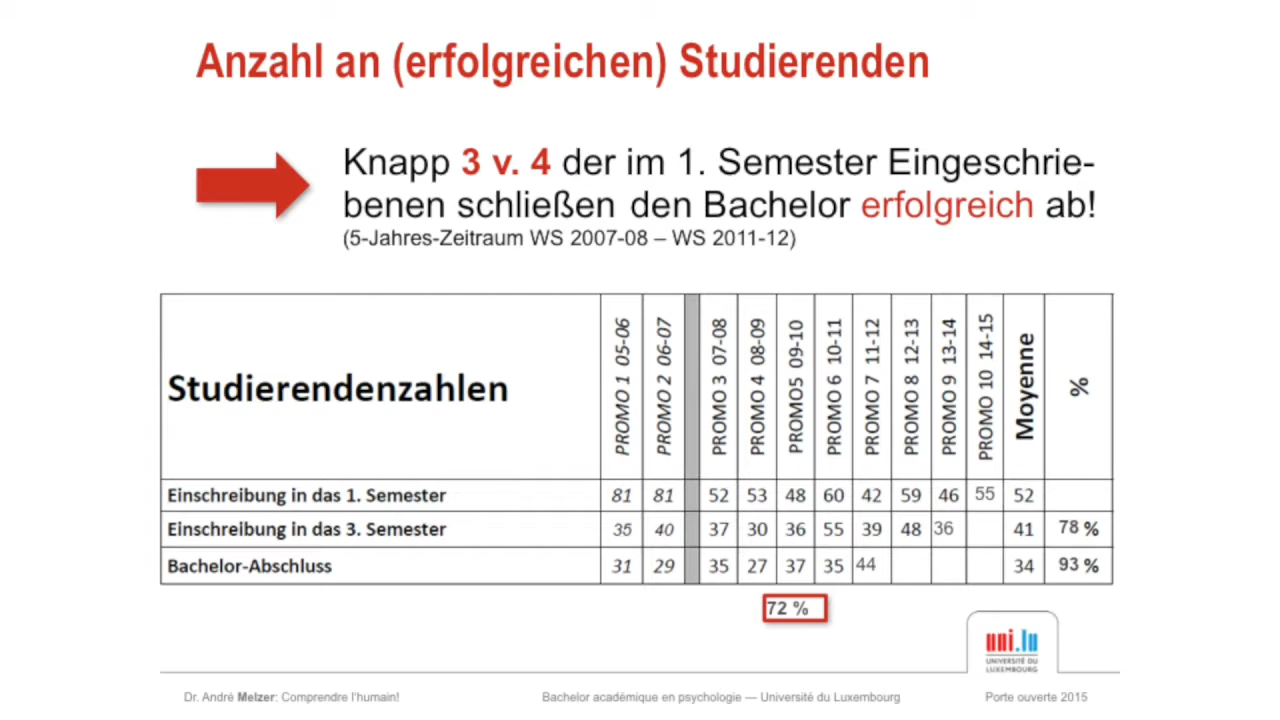 Anzahl an (erfolgreichen) Studierenden
Knapp 3 v. 4 der im 1. Semester Eingeschrie-
benen schließen den Bachelor erfolgreich ab!
(5-Jahres-Zeitraum WS 2007-08 – WS 2011-12)
Studierendenzahlen PROMO 1 05-06 PROMO 2 06-07 PROMO 3 07-08 PROMO 4 08-09 PROMO5 09-10 PROMO 6 10-11 PROMO 7 11-12 PROMO 8 12-13 PROMO 9 13-14 PROMO 10 14-15 Moyenne %
Einschreibung in das 1. Semester 81 81 52 53 48 60 42 59 46 55 52
Einschreibung in das 3. Semester 35 40 37 30 36 55 39 48 36 41 78 %
Bachelor-Abschluss 31 29 35 27 37 35 44 34 93 %
72 %
uni.lu
UNIVERSITÉ DU
LUXEMBOURG
Dr. André Melzer: Comprendre l'humain! Bachelor académique en psychologie — Université du Luxembourg Porte ouverte 2015